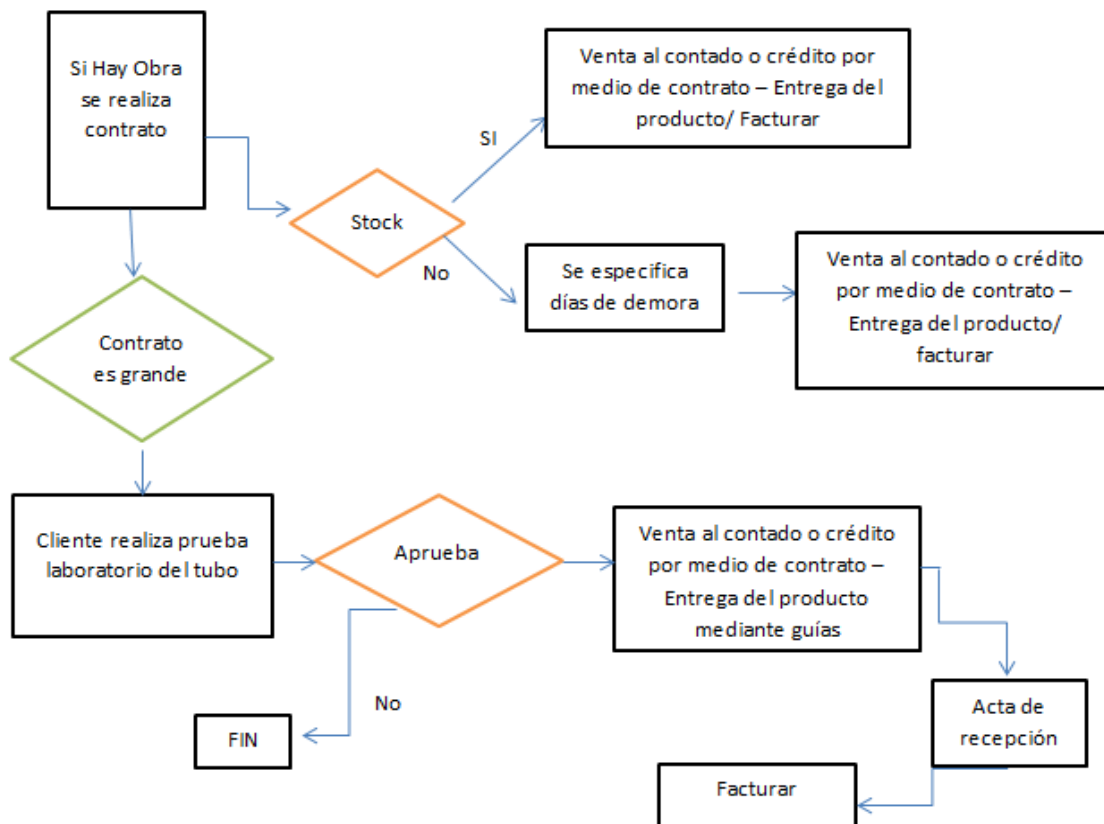 Si Hay Obra
se realiza
contrato
Venta al contado o crédito por
medio de contrato – Entrega del
producto/ Facturar
SI
Stock
No
Se especifica
días de demora
Venta al contado o crédito
por medio de contrato –
Entrega del producto/
facturar
Contrato
es grande
Cliente realiza prueba
laboratorio del tubo
Aprueba
Venta al contado o crédito
por medio de contrato –
Entrega del producto
mediante guías
No
FIN
Acta de
recepción
Facturar